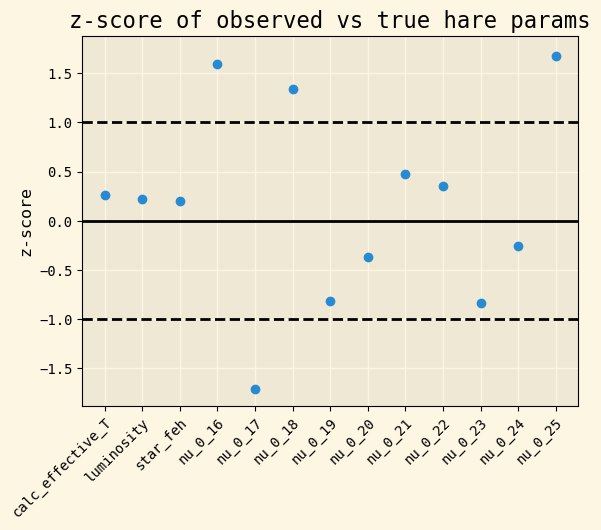 z-score of observed vs true hare params
z-score
1.5
1.0
0.5
0.0
−0.5
−1.0
−1.5
calc_effective_T
luminosity
star_feh
nu_0_16
nu_0_17
nu_0_18
nu_0_19
nu_0_20
nu_0_21
nu_0_22
nu_0_23
nu_0_24
nu_0_25